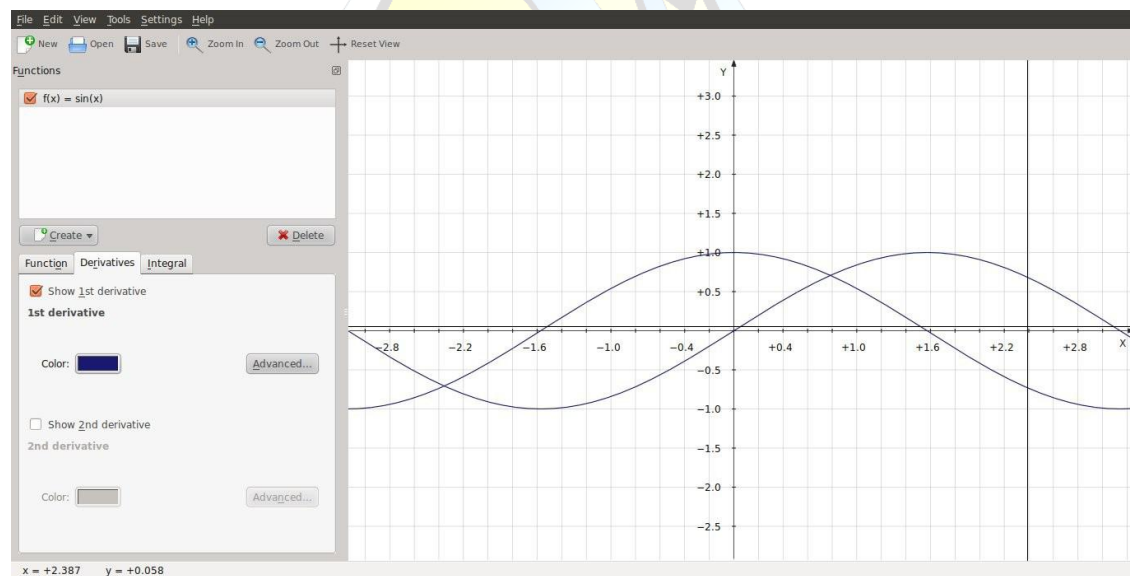 File Edit View Tools Settings Help
New Open Save Zoom In Zoom Out Reset View
Functions
f(x) = sin(x)
Create
Delete
Function Derivatives Integral
Show 1st derivative
1st derivative
Color:
Advanced...
Show 2nd derivative
2nd derivative
Color:
Advanced...
Y
+3.0
+2.5
+2.0
+1.5
+1.0
+0.5
−2.8 −2.2 −1.6 −1.0 −0.4 +0.4 +1.0 +1.6 +2.2 +2.8 X
−0.5
−1.0
−1.5
−2.0
−2.5
x = +2.387 y = +0.058